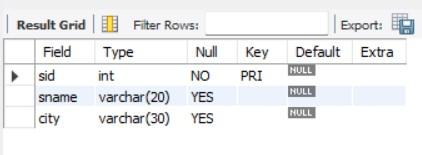 Result Grid Filter Rows: Export:
Field Type Null Key Default Extra
sid int NO PRI NULL
sname varchar(20) YES NULL
city varchar(30) YES NULL